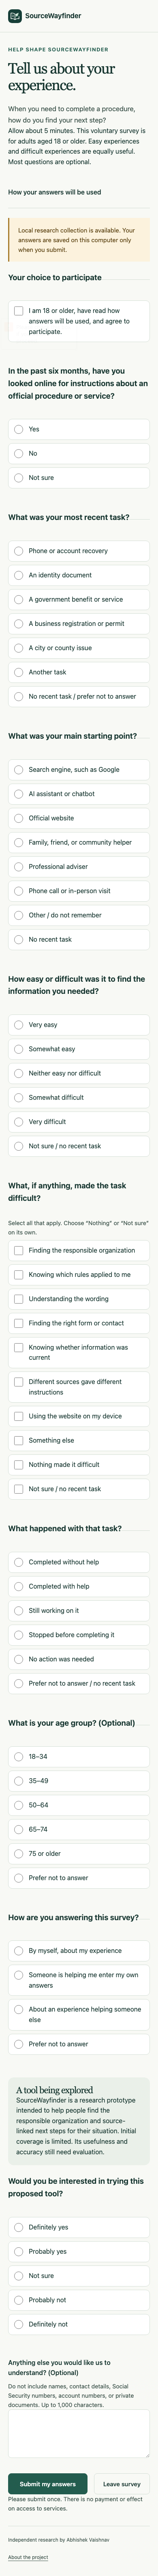 SourceWayfinder
HELP SHAPE SOURCEWAYFINDER
Tell us about your
experience.
When you need to complete a procedure,
how do you find your next step?
Allow about 5 minutes. This voluntary survey is
for adults aged 18 or older. Easy experiences
and difficult experiences are equally useful.
Most questions are optional.
How your answers will be used
Local research collection is available. Your
answers are saved on this computer only
when you submit.
Your choice to participate
I am 18 or older, have read how
answers will be used, and agree to
participate.
In the past six months, have you
looked online for instructions about an
official procedure or service?
Yes
No
Not sure
What was your most recent task?
Phone or account recovery
An identity document
A government benefit or service
A business registration or permit
A city or county issue
Another task
No recent task / prefer not to answer
What was your main starting point?
Search engine, such as Google
AI assistant or chatbot
Official website
Family, friend, or community helper
Professional adviser
Phone call or in-person visit
Other / do not remember
No recent task
How easy or difficult was it to find the
information you needed?
Very easy
Somewhat easy
Neither easy nor difficult
Somewhat difficult
Very difficult
Not sure / no recent task
What, if anything, made the task
difficult?
Select all that apply. Choose “Nothing” or “Not sure”
on its own.
Finding the responsible organization
Knowing which rules applied to me
Understanding the wording
Finding the right form or contact
Knowing whether information was
current
Different sources gave different
instructions
Using the website on my device
Something else
Nothing made it difficult
Not sure / no recent task
What happened with that task?
Completed without help
Completed with help
Still working on it
Stopped before completing it
No action was needed
Prefer not to answer / no recent task
What is your age group? (Optional)
18–34
35–49
50–64
65–74
75 or older
Prefer not to answer
How are you answering this survey?
By myself, about my experience
Someone is helping me enter my own
answers
About an experience helping someone
else
Prefer not to answer
A tool being explored
SourceWayfinder is a research prototype
intended to help people find the
responsible organization and source-
linked next steps for their situation. Initial
coverage is limited. Its usefulness and
accuracy still need evaluation.
Would you be interested in trying this
proposed tool?
Definitely yes
Probably yes
Not sure
Probably not
Definitely not
Anything else you would like us to
understand? (Optional)
Do not include names, contact details, Social
Security numbers, account numbers, or private
documents. Up to 1,000 characters.
Submit my answers
Leave survey
Please submit once. There is no payment or effect
on access to services.
Independent research by Abhishek Vaishnav
About the project